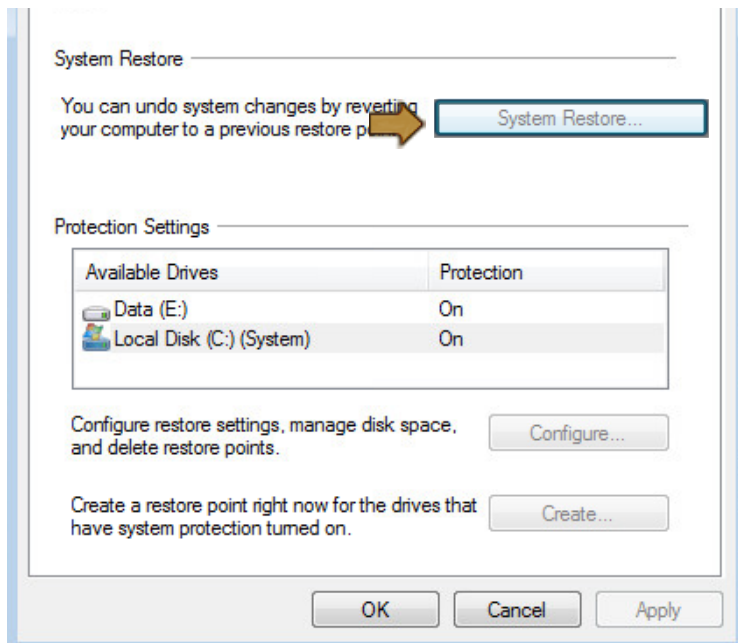 System Restore
You can undo system changes by reverting
your computer to a previous restore
System Restore...
Protection Settings
Available Drives Protection
Data (E:) On
Local Disk (C:) (System) On
Configure restore settings, manage disk space,
and delete restore points.
Configure...
Create a restore point right now for the drives that
have system protection turned on.
Create...
OK Cancel Apply